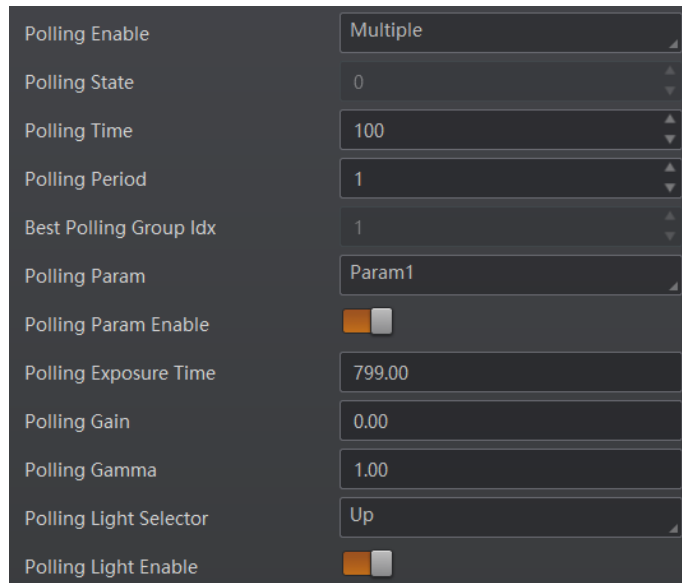 Polling Enable Multiple
Polling State 0
Polling Time 100
Polling Period 1
Best Polling Group Idx 1
Polling Param Param1
Polling Param Enable
Polling Exposure Time 799.00
Polling Gain 0.00
Polling Gamma 1.00
Polling Light Selector Up
Polling Light Enable